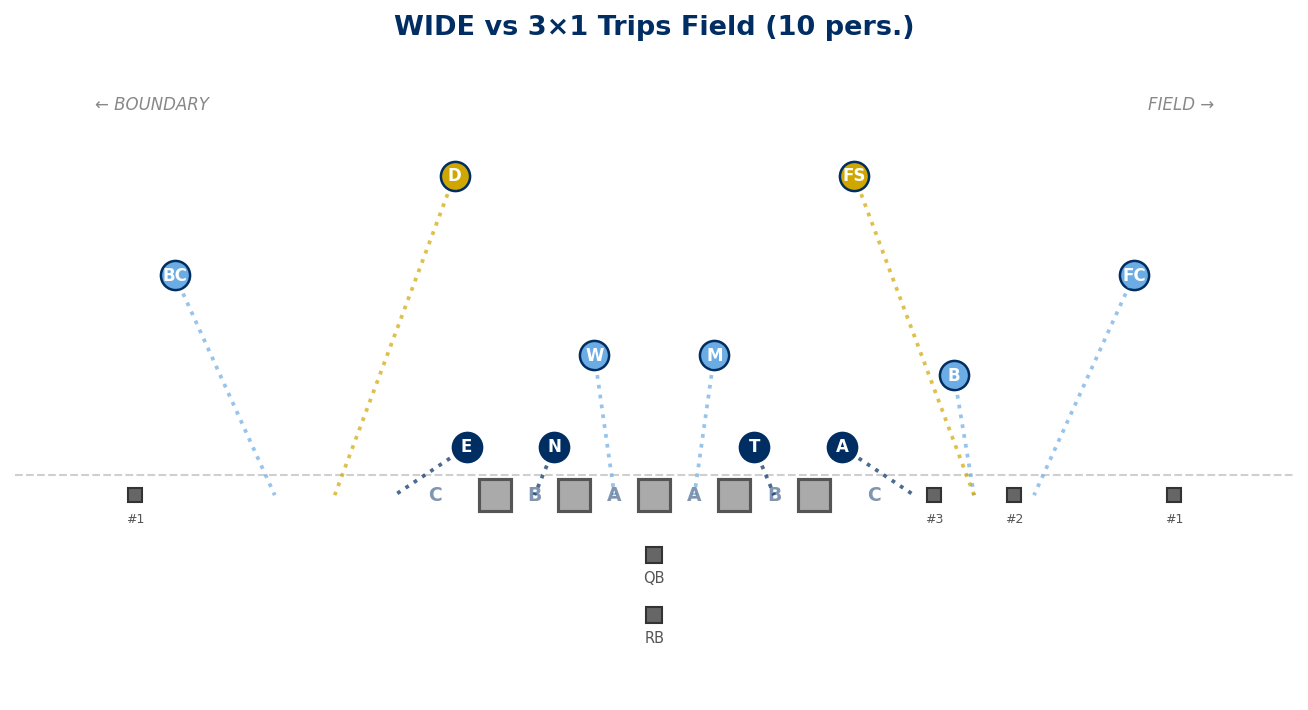 WIDE vs 3×1 Trips Field (10 pers.)
← BOUNDARY
FIELD →
D
FS
BC
FC
W
M
B
E
N
T
A
C
B
A
A
B
C
#1
#3
#2
#1
QB
RB